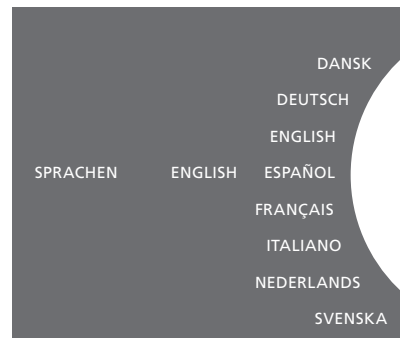 DANSK
DEUTSCH
ENGLISH
SPRACHEN ENGLISH ESPAÑOL
FRANÇAIS
ITALIANO
NEDERLANDS
SVENSKA